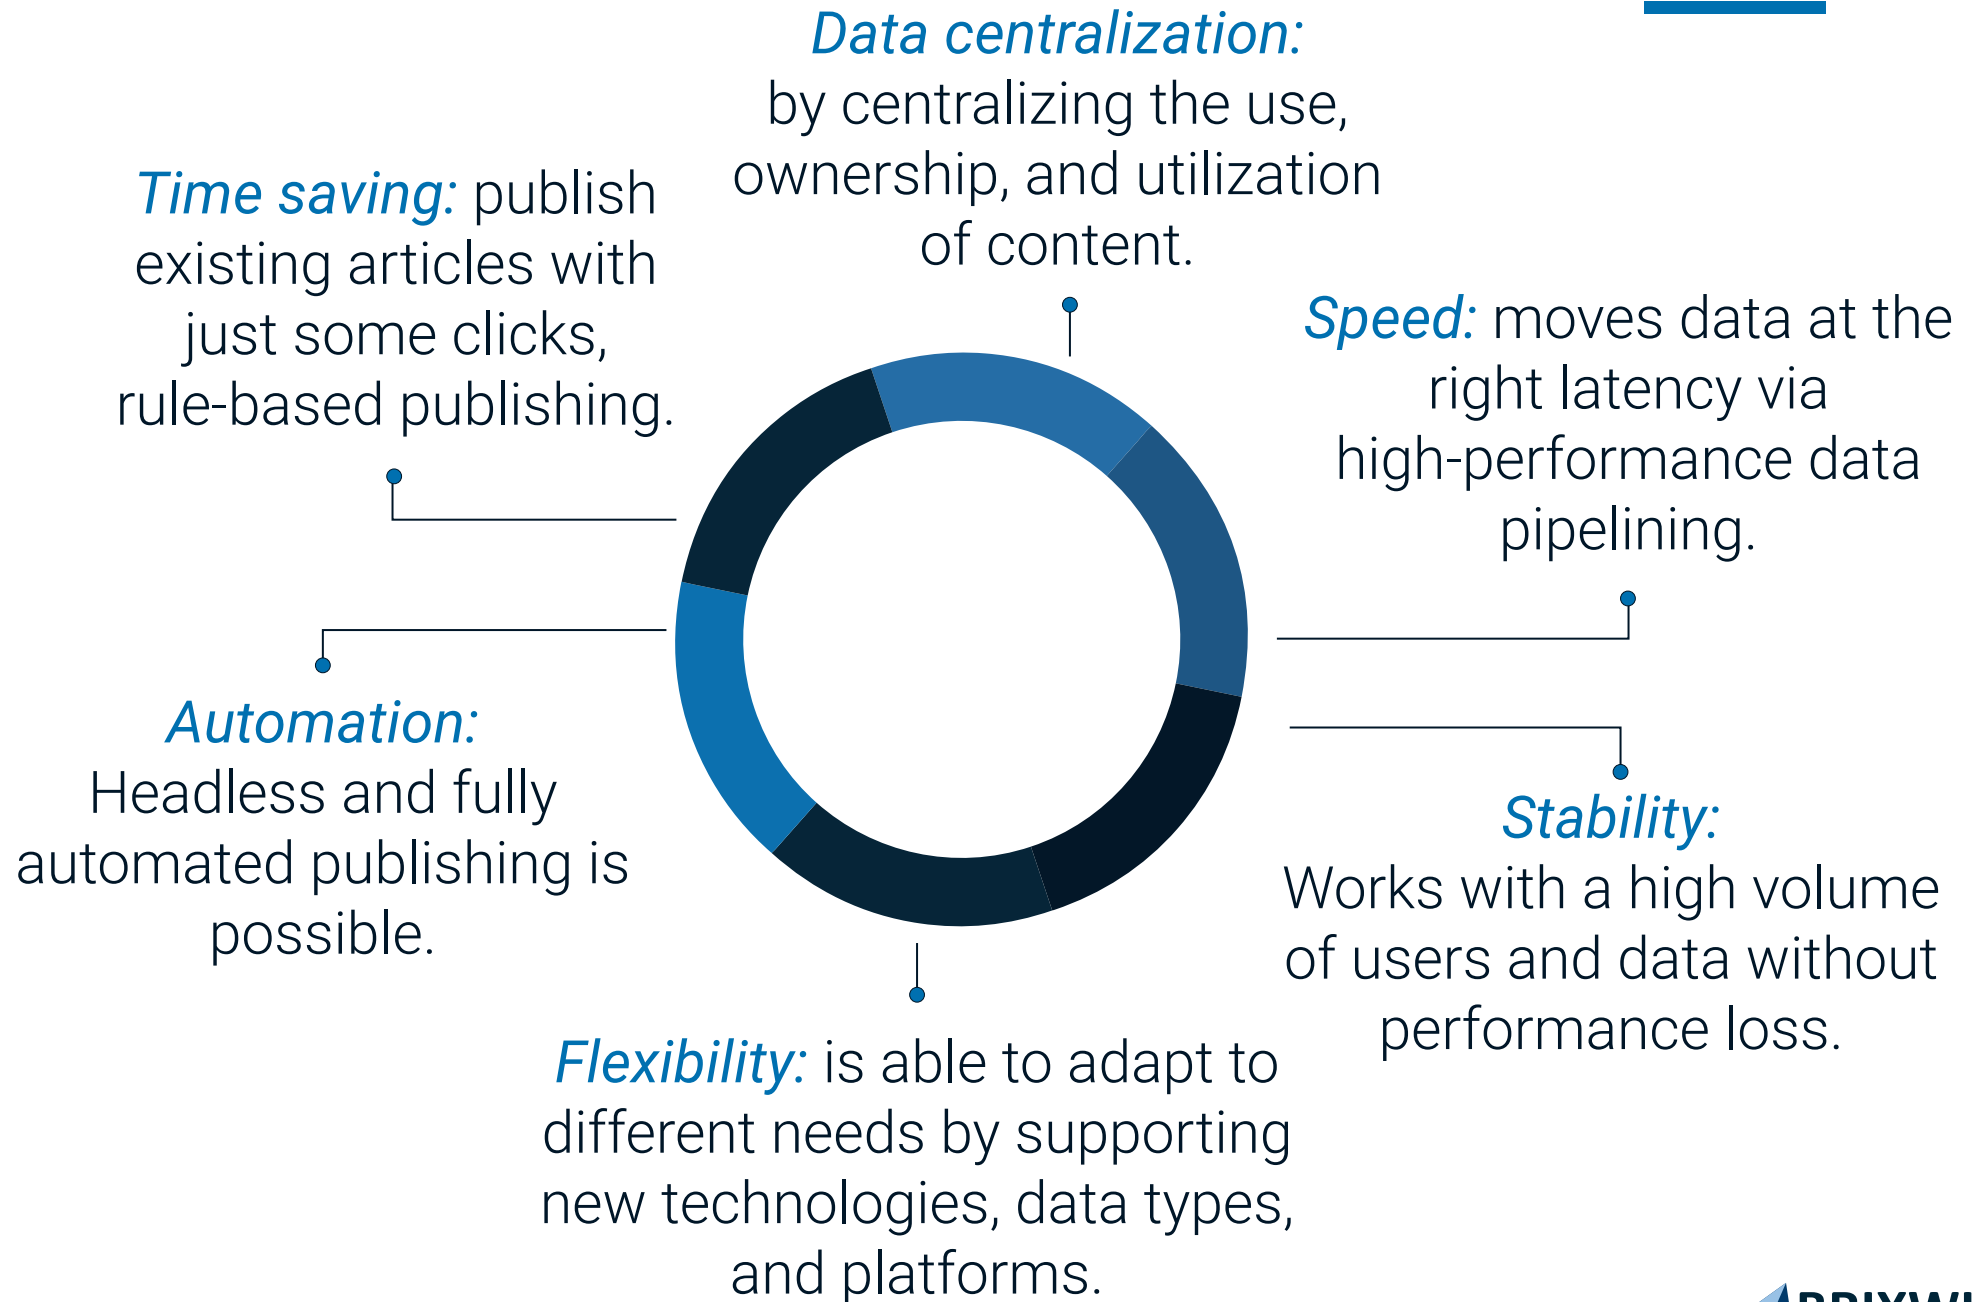 Data centralization:
by centralizing the use,
ownership, and utilization
of content.
Time saving: publish
existing articles with
just some clicks,
rule-based publishing.
Speed: moves data at the
right latency via
high-performance data
pipelining.
Automation:
Headless and fully
automated publishing is
possible.
Stability:
Works with a high volume
of users and data without
performance loss.
Flexibility: is able to adapt to
different needs by supporting
new technologies, data types,
and platforms.